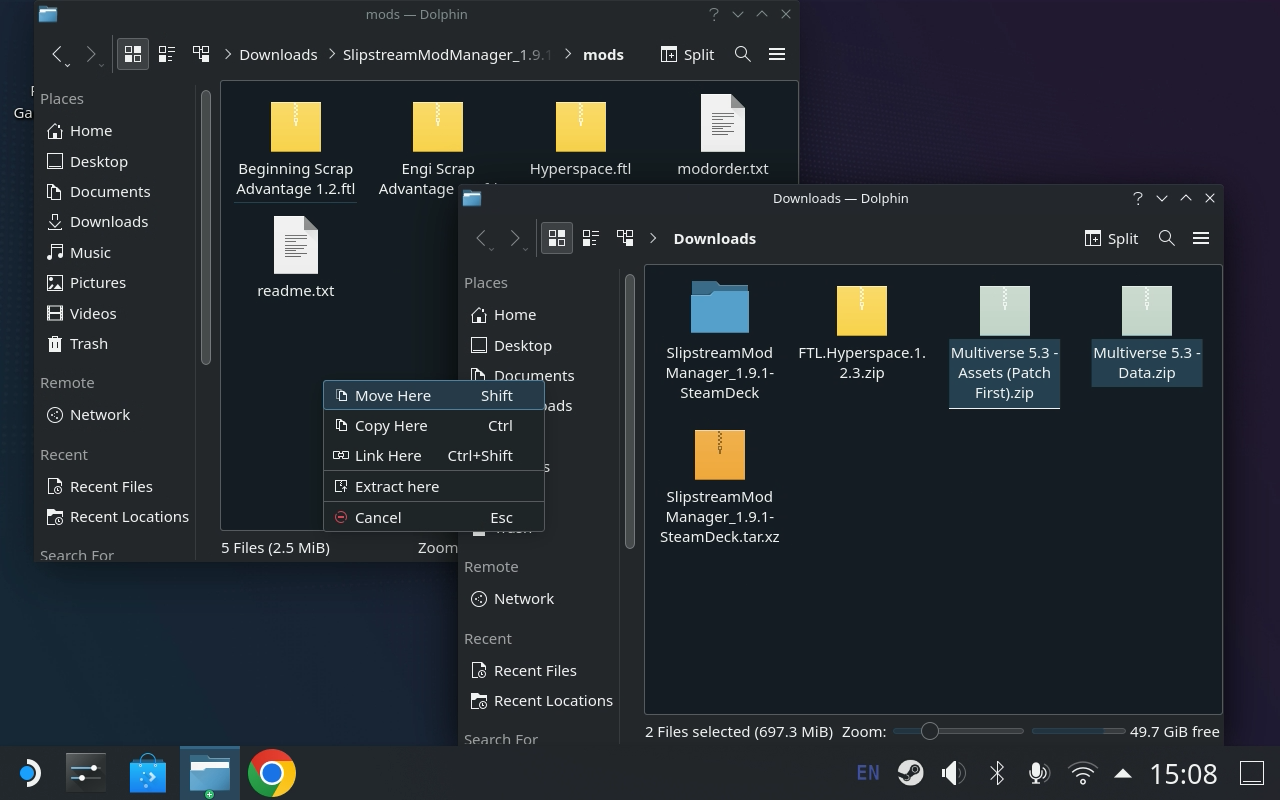 mods — Dolphin
Downloads
SlipstreamModManager_1.9.1
mods
Split
Places
Home
Desktop
Documents
Downloads
Music
Pictures
Videos
Trash
Remote
Network
Recent
Recent Files
Recent Locations
Search For
Beginning Scrap
Advantage 1.2.ftl
Engi Scrap
Advantage
Hyperspace.ftl
modorder.txt
readme.txt
5 Files (2.5 MiB)
Zoom
Ga
Move Here Shift
Copy Here Ctrl
Link Here Ctrl+Shift
Extract here
Cancel Esc
Downloads — Dolphin
Downloads
Split
Places
Home
Desktop
Documents
oads
s
Trash
Remote
Network
Recent
Recent Files
Recent Locations
Search For
SlipstreamMod
Manager_1.9.1-
SteamDeck
FTL.Hyperspace.1.
2.3.zip
Multiverse 5.3 -
Assets (Patch
First).zip
Multiverse 5.3 -
Data.zip
SlipstreamMod
Manager_1.9.1-
SteamDeck.tar.xz
2 Files selected (697.3 MiB)
Zoom:
49.7 GiB free
EN
15:08